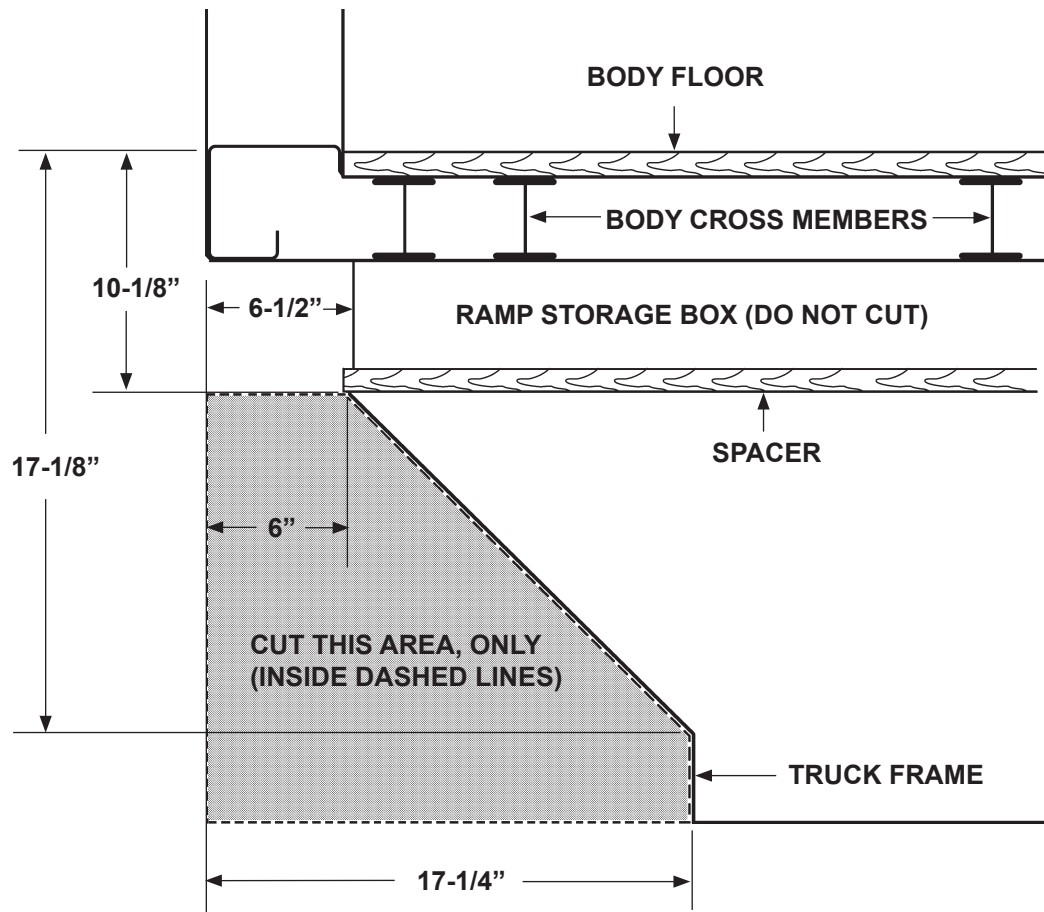 BODY FLOOR
BODY CROSS MEMBERS
10-1/8”
6-1/2”
RAMP STORAGE BOX (DO NOT CUT)
17-1/8”
SPACER
6”
CUT THIS AREA, ONLY
(INSIDE DASHED LINES)
TRUCK FRAME
17-1/4”